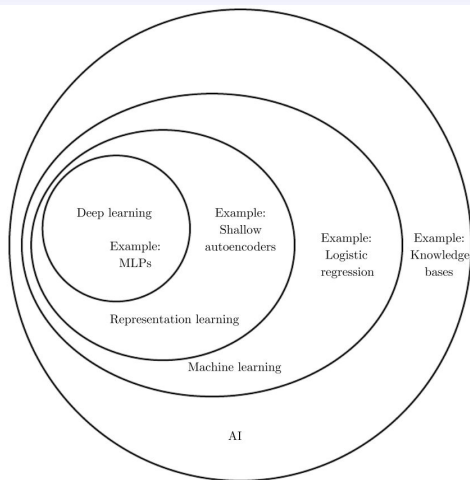 Deep learning
Example:
MLPs
Example:
Shallow
autoencoders
Example:
Logistic
regression
Example:
Knowledge
bases
Representation learning
Machine learning
AI